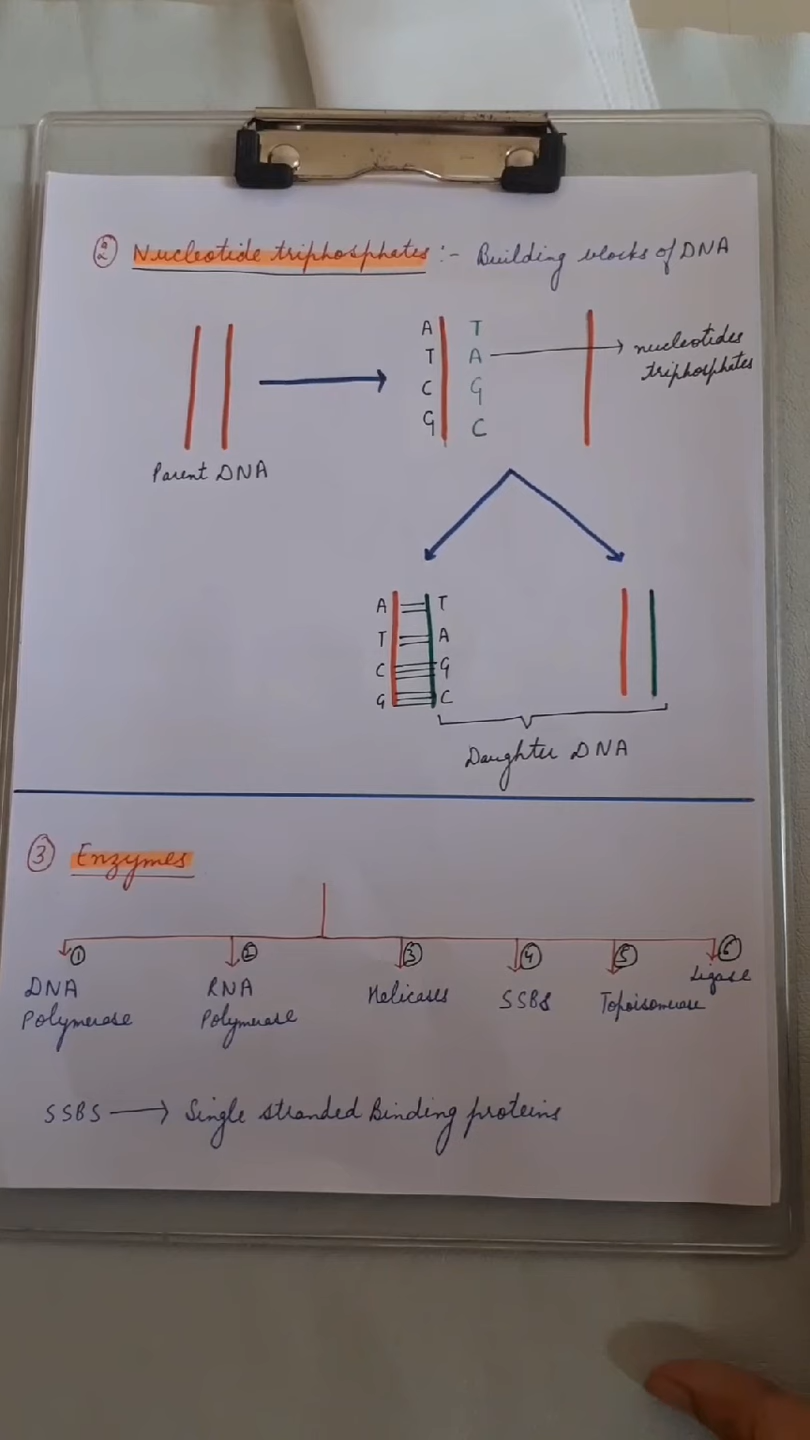 ② Nucleotide triphosphates :- Building blocks of DNA
A T
T A → nucleotides triphosphates
C G
G C
Parent DNA
A T
T A
C G
G C
Daughter DNA
③ Enzymes
① ② ③ ④ ⑤ ⑥
DNA Polymerase
RNA Polymerase
Helicases
SSBS
Topoisomerase
Ligase
SSBS → Single stranded Binding proteins